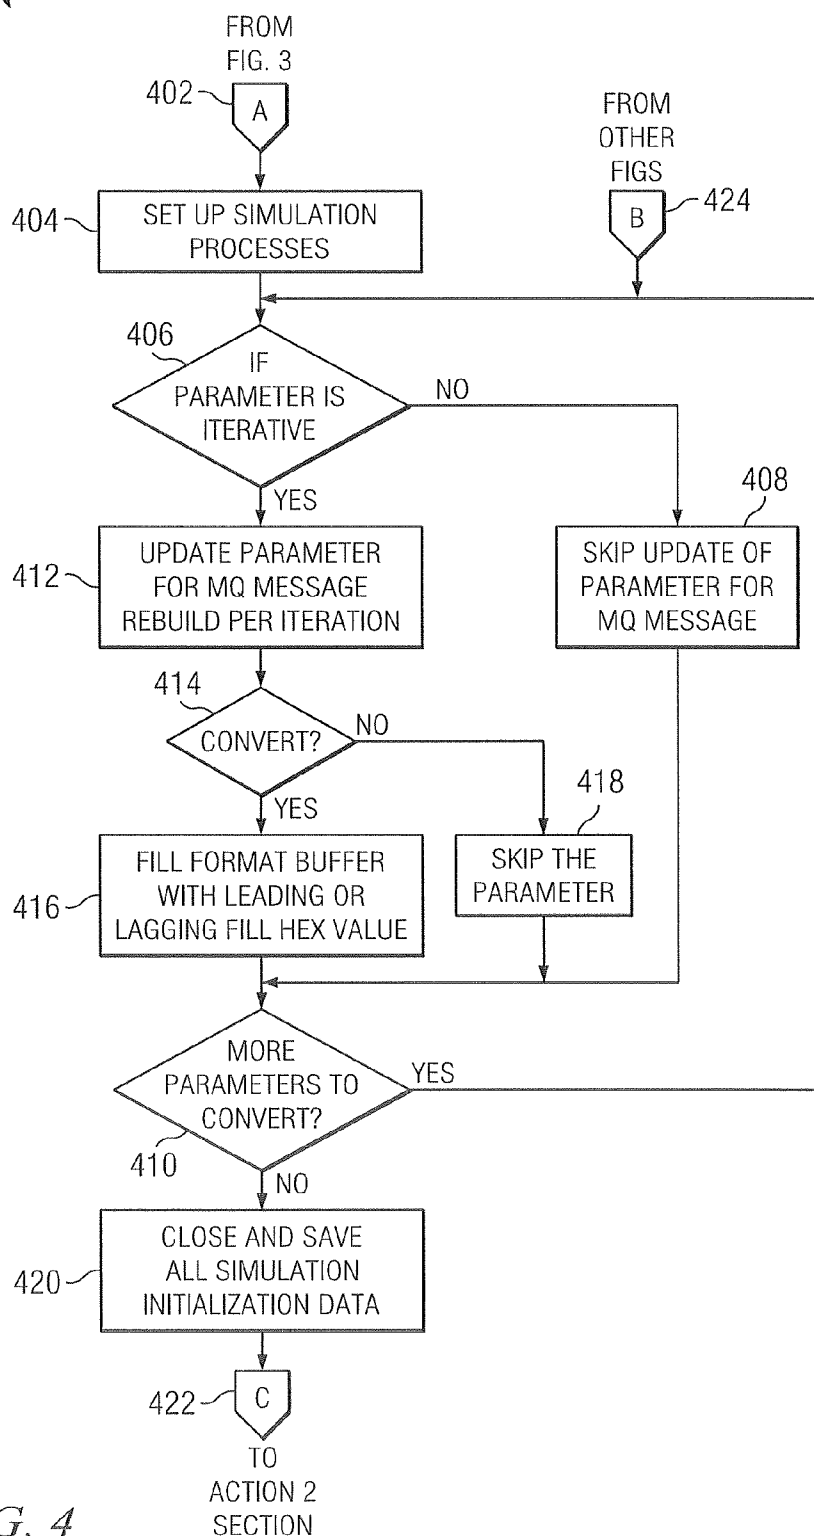 FROM
FIG. 3
402
A
FROM
OTHER
FIGS
B
424
404
SET UP SIMULATION
PROCESSES
406
IF
PARAMETER IS
ITERATIVE
NO
YES
408
412
UPDATE PARAMETER
FOR MQ MESSAGE
REBUILD PER ITERATION
SKIP UPDATE OF
PARAMETER FOR
MQ MESSAGE
414
CONVERT?
NO
YES
418
416
FILL FORMAT BUFFER
WITH LEADING OR
LAGGING FILL HEX VALUE
SKIP THE
PARAMETER
MORE
PARAMETERS TO
CONVERT?
YES
410
NO
420
CLOSE AND SAVE
ALL SIMULATION
INITIALIZATION DATA
422
C
TO
ACTION 2
SECTION
G. 4